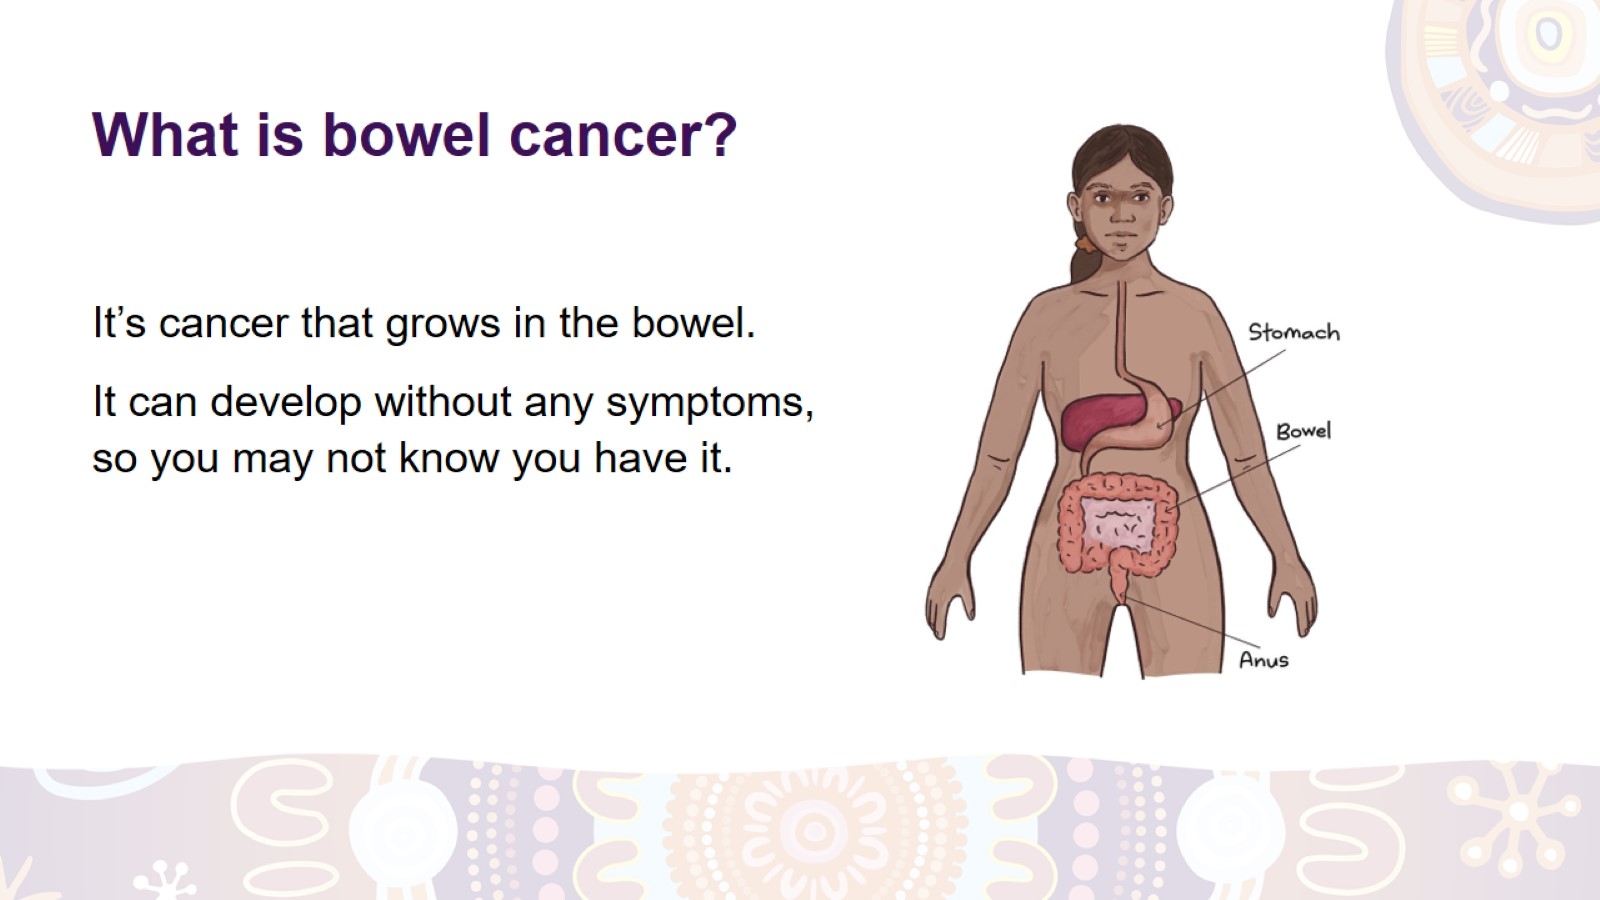 What is bowel cancer?
It’s cancer that grows in the bowel.
It can develop without any symptoms,
so you may not know you have it.
Stomach
Bowel
Anus